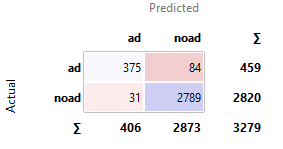 Predicted
ad noad Σ
ad 375 84 459
Actual
noad 31 2789 2820
Σ 406 2873 3279